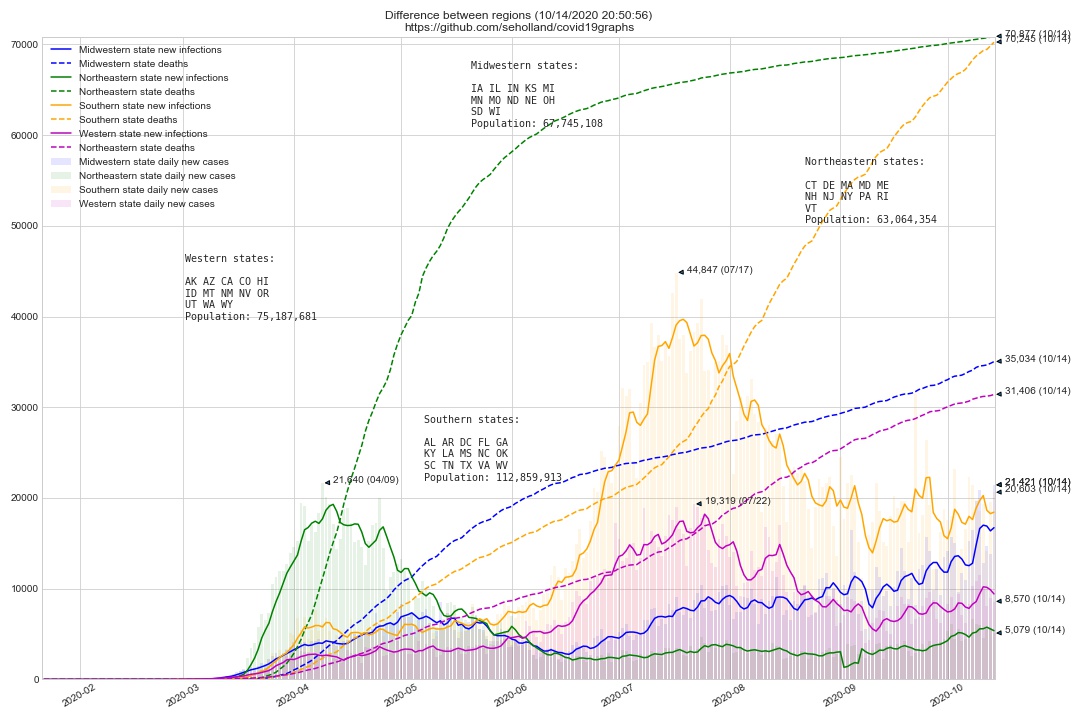 Difference between regions (10/14/2020 20:50:56)
https://github.com/seholland/covid19graphs
70000
60000
50000
40000
30000
20000
10000
0
Midwestern state new infections
Midwestern state deaths
Northeastern state new infections
Northeastern state deaths
Southern state new infections
Southern state deaths
Western state new infections
Northeastern state deaths
Midwestern state daily new cases
Northeastern state daily new cases
Southern state daily new cases
Western state daily new cases
Midwestern states:
IA IL IN KS MI
MN MO ND NE OH
SD WI
Population: 67,745,108
Northeastern states:
CT DE MA MD ME
NH NJ NY PA RI
VT
Population: 63,064,354
Western states:
AK AZ CA CO HI
ID MT NM NV OR
UT WA WY
Population: 75,187,681
Southern states:
AL AR DC FL GA
KY LA MS NC OK
SC TN TX VA WV
Population: 112,859,913
21,640 (04/09)
44,847 (07/17)
19,319 (07/22)
70,877 (10/14)
70,245 (10/14)
35,034 (10/14)
31,406 (10/14)
21,421 (10/14)
20,603 (10/14)
8,570 (10/14)
5,079 (10/14)
2020-02
2020-03
2020-04
2020-05
2020-06
2020-07
2020-08
2020-09
2020-10